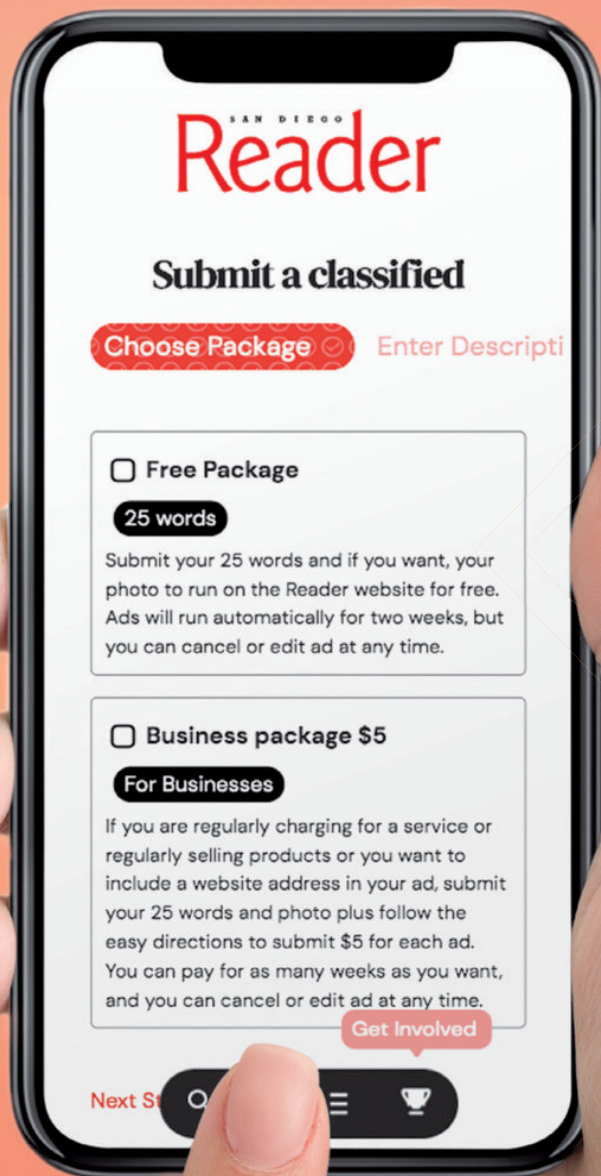 SAN DIEGO
Reader
Submit a classified
Choose Package Enter Descripti
Free Package
25 words
Submit your 25 words and if you want, your
photo to run on the Reader website for free.
Ads will run automatically for two weeks, but
you can cancel or edit ad at any time.
Business package $5
For Businesses
If you are regularly charging for a service or
regularly selling products or you want to
include a website address in your ad, submit
your 25 words and photo plus follow the
easy directions to submit $5 for each ad.
You can pay for as many weeks as you want,
and you can cancel or edit ad at any time.
Get Involved
Next St